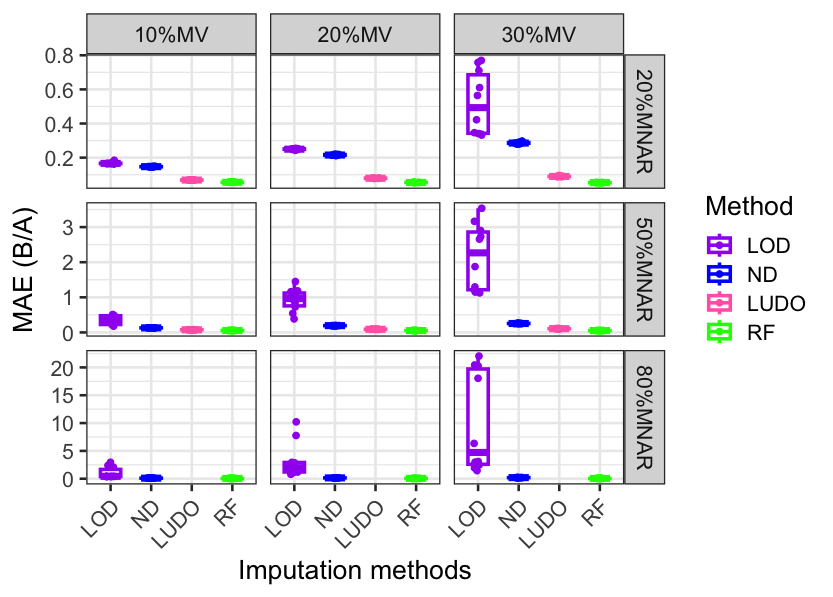 10%MV 20%MV 30%MV
0.8
0.6
0.4
0.2
20%MNAR
3
2
1
0
50%MNAR
20
15
10
5
0
80%MNAR
MAE (B/A)
LOD ND LUDO RF LOD ND LUDO RF LOD ND LUDO RF
Imputation methods
Method
LOD
ND
LUDO
RF